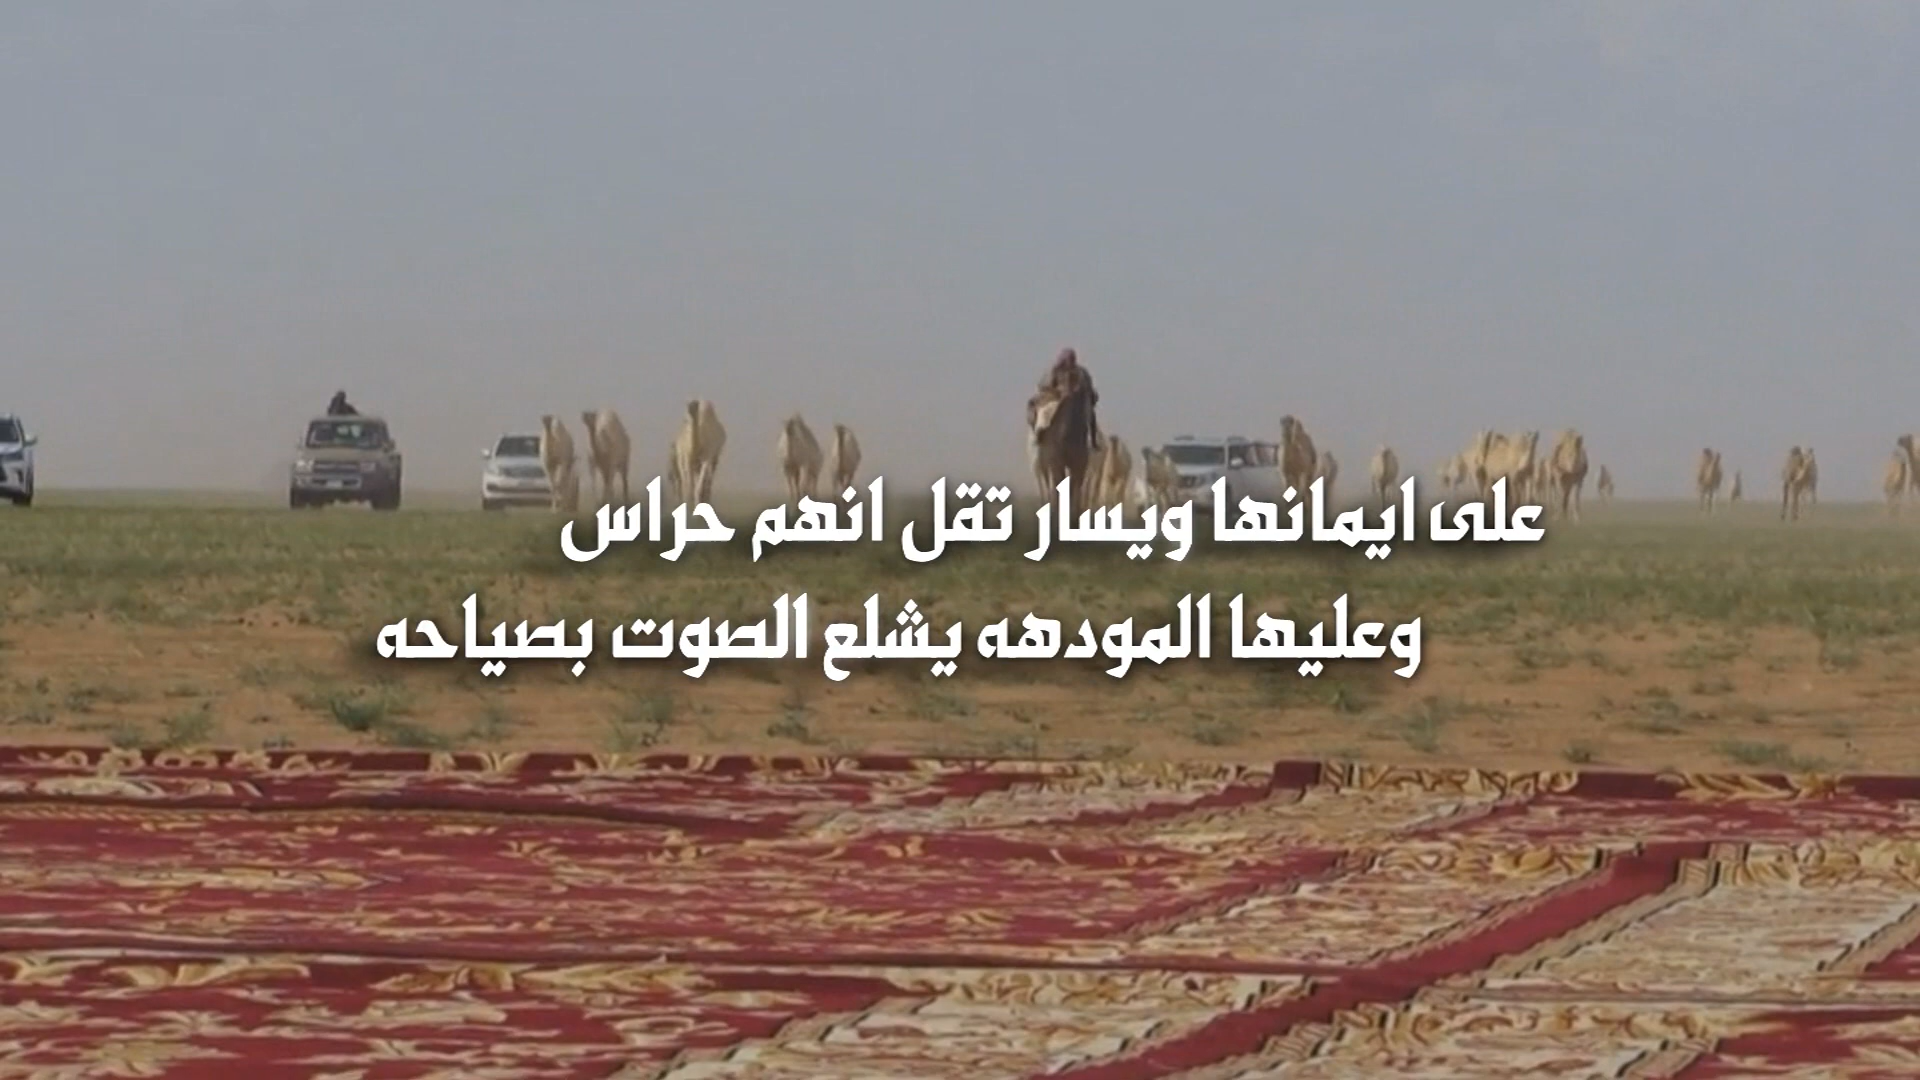 على ايمانها ويسار تقل انهم حراس
وعليها المودهه يشلع الصوت بصياحه